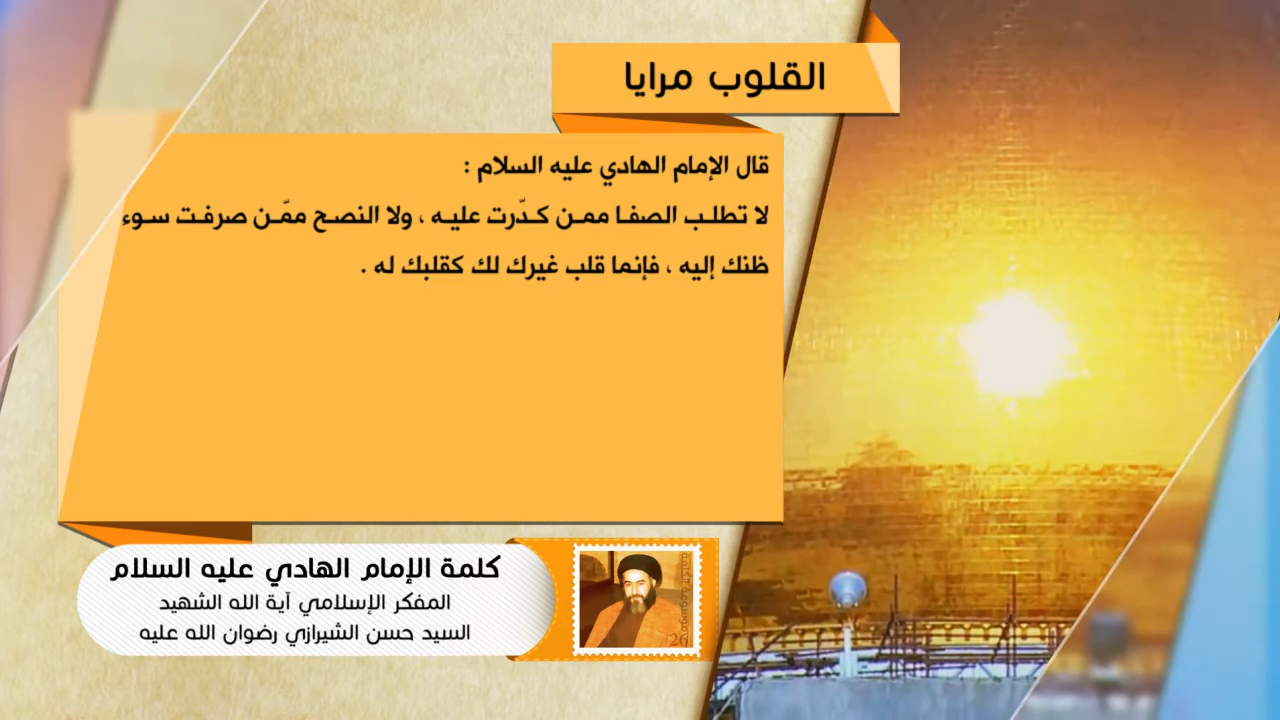 القلوب مرايا
قال الإمام الهادي عليه السلام :
لا تطلب الصفا ممن كدّرت عليه ، ولا النصح ممّن صرفت سوء
ظنك إليه ، فإنما قلب غيرك لك كقلبك له .
كلمة الإمام الهادي عليه السلام
المفكر الإسلامي آية الله الشهيد
السيد حسن الشيرازي رضوان الله عليه
26